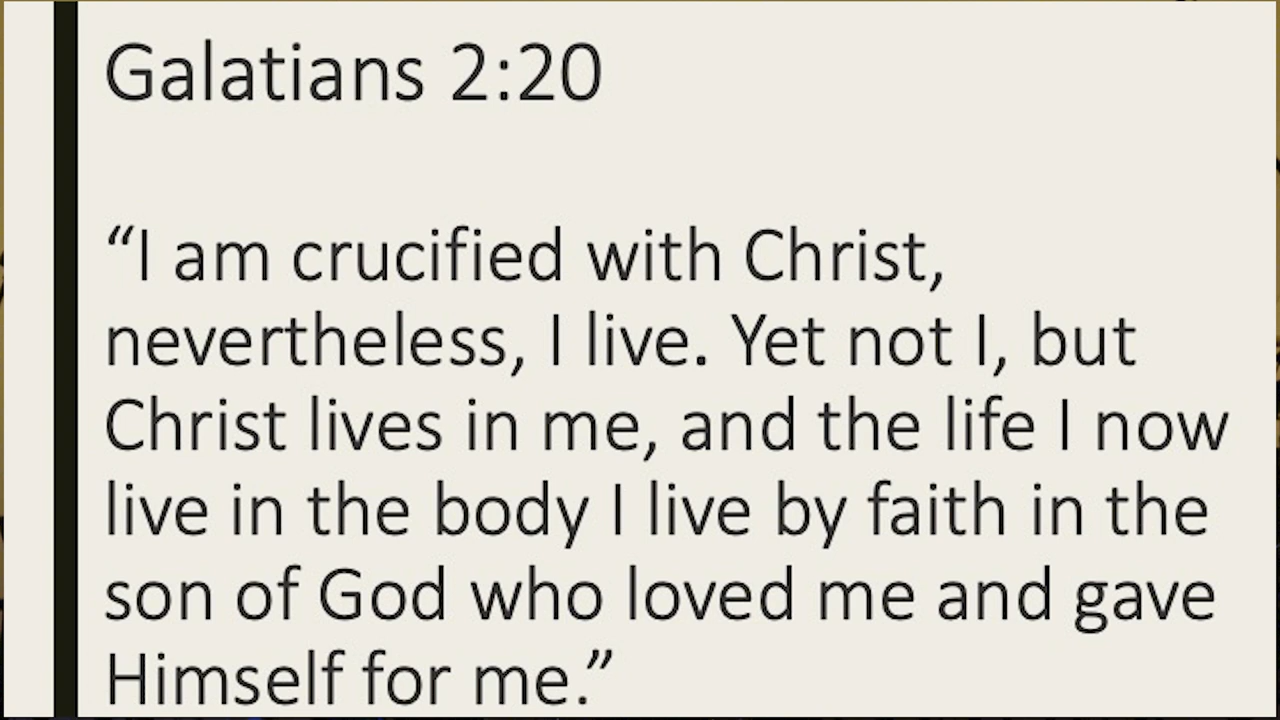 Galatians 2:20
“I am crucified with Christ,
nevertheless, I live. Yet not I, but
Christ lives in me, and the life I now
live in the body I live by faith in the
son of God who loved me and gave
Himself for me.”